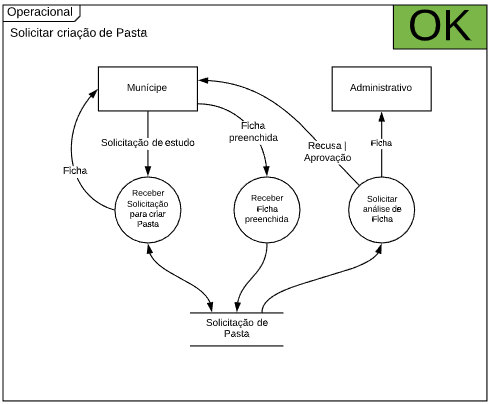 Operacional
OK
Solicitar criação de Pasta
Munícipe
Administrativo
Solicitação de estudo
Ficha
preenchida
Recusa |
Aprovação
Ficha
Ficha
Receber
Solicitação
para criar
Pasta
Receber
Ficha
preenchida
Solicitar
análise de
Ficha
Solicitação de
Pasta